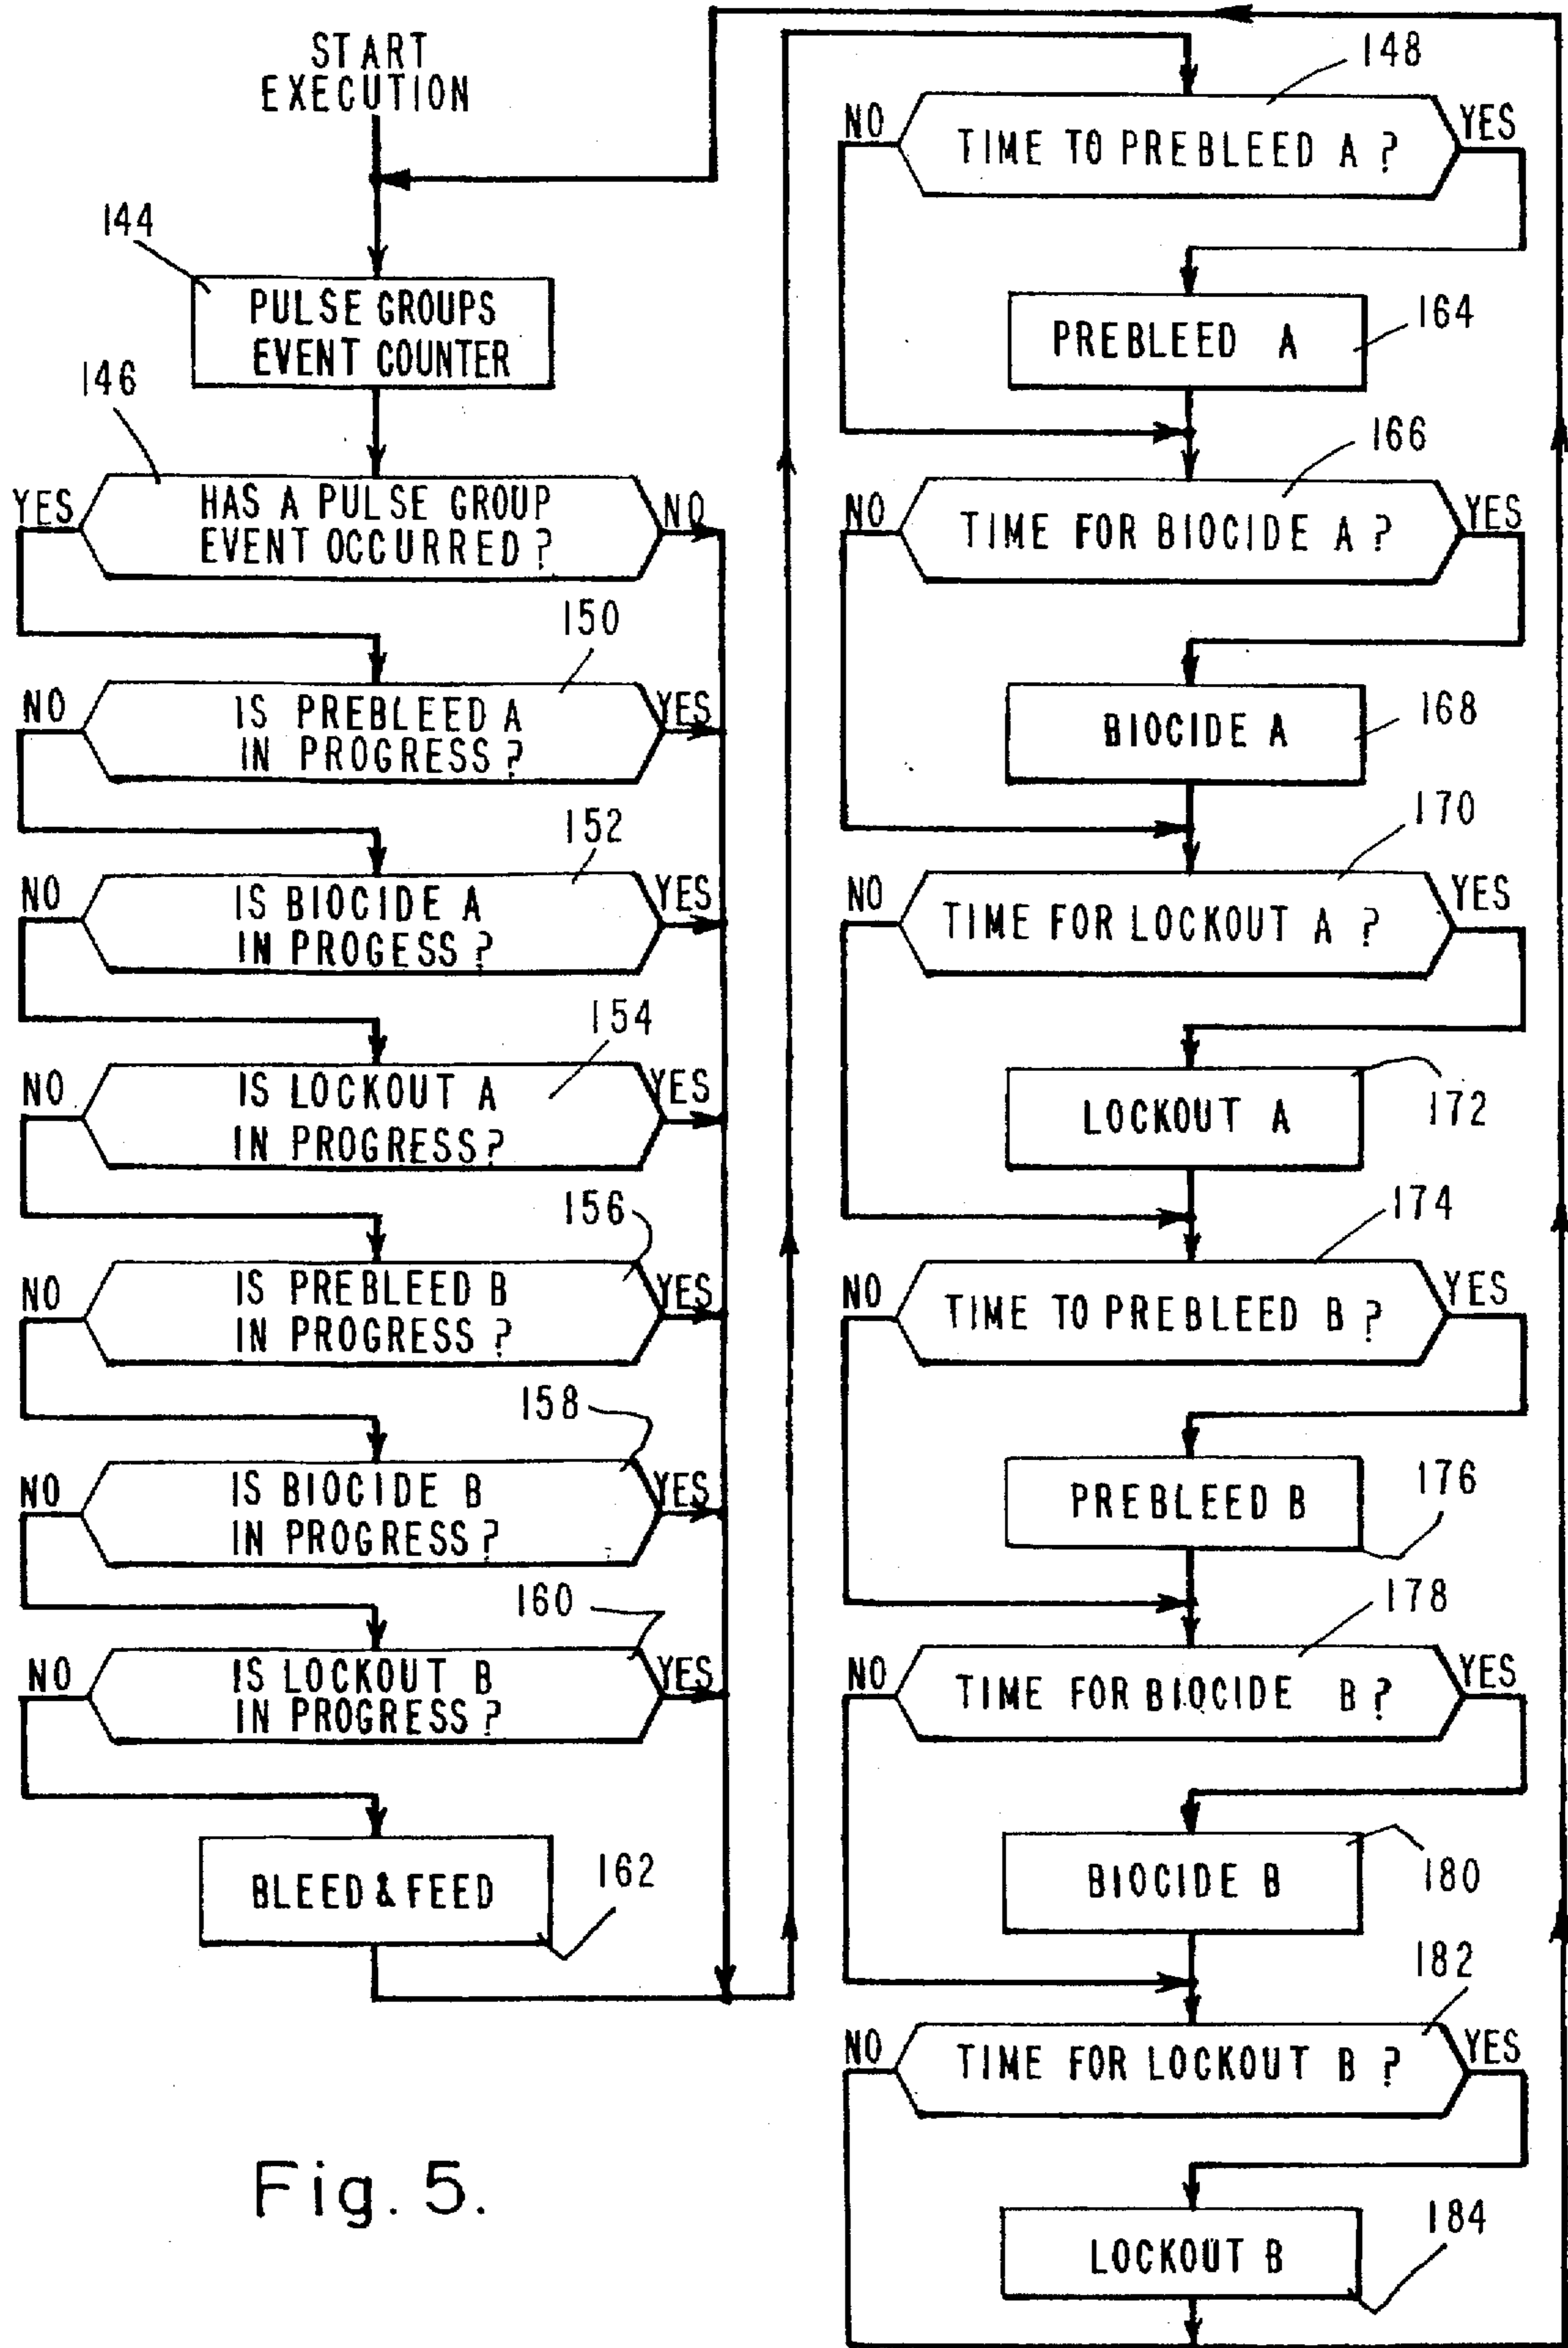 START
EXECUTION
144
PULSE GROUPS
EVENT COUNTER
146
YES
HAS A PULSE GROUP
EVENT OCCURRED?
NO
150
NO
IS PREBLEED A
IN PROGRESS?
YES
152
NO
IS BIOCIDE A
IN PROGESS?
YES
154
NO
IS LOCKOUT A
IN PROGRESS?
YES
156
NO
IS PREBLEED B
IN PROGRESS?
YES
158
NO
IS BIOCIDE B
IN PROGRESS?
YES
160
NO
IS LOCKOUT B
IN PROGRESS?
YES
BLEED & FEED
162
148
NO
TIME TO PREBLEED A?
YES
PREBLEED A
164
166
NO
TIME FOR BIOCIDE A?
YES
BIOCIDE A
168
170
NO
TIME FOR LOCKOUT A?
YES
LOCKOUT A
172
174
NO
TIME TO PREBLEED B?
YES
PREBLEED B
176
178
NO
TIME FOR BIOCIDE B?
YES
BIOCIDE B
180
182
NO
TIME FOR LOCKOUT B?
YES
LOCKOUT B
184
Fig. 5.